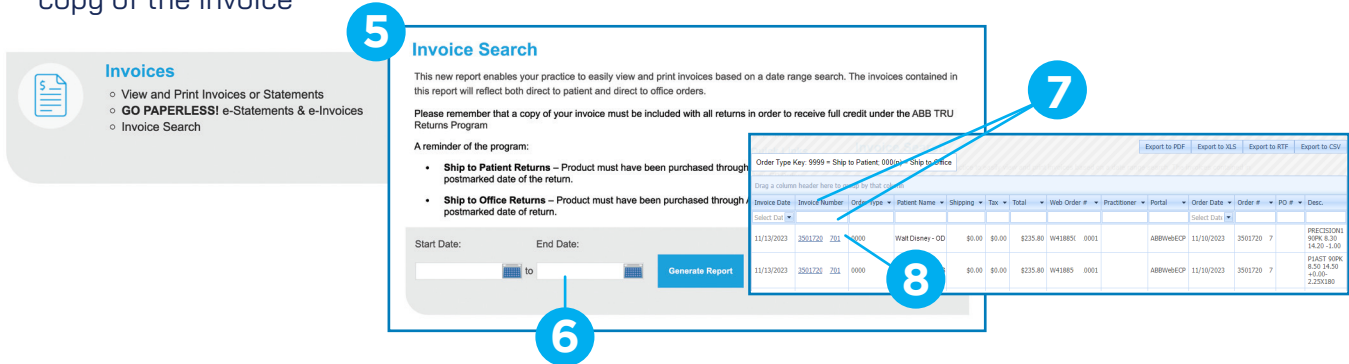 copy of the invoice
Invoices
View and Print Invoices or Statements
GO PAPERLESS! e-Statements & e-Invoices
Invoice Search
5
Invoice Search
This new report enables your practice to easily view and print invoices based on a date range search. The invoices contained in
this report will reflect both direct to patient and direct to office orders.
Please remember that a copy of your invoice must be included with all returns in order to receive full credit under the ABB TRU
Returns Program
A reminder of the program:
• Ship to Patient Returns – Product must have been purchased through
postmarked date of the return.
• Ship to Office Returns – Product must have been purchased through
postmarked date of return.
Start Date: End Date:
to
Generate Report
6
7
Export to PDF Export to XLS Export to RTF Export to CSV
Order Type Key: 9999 = Ship to Patient; 000(n) = Ship to Office
Drag a column header here to group by that column
Invoice Date Invoice Number Order Type Patient Name Shipping Tax Total Web Order # Practitioner Portal Order Date Order # PO # Desc.
Select Dat Select Dat
11/13/2023 3501720 701 0000 Walt Disney - OD $0.00 $0.00 $235.80 W41885( 0001 ABBWebECP 11/10/2023 3501720 7 PRECISION1
90PK 8.30
14.20 -1.00
11/13/2023 3501720 701 0000 $0.00 $0.00 $235.80 W41885 0001 ABBWebECP 11/10/2023 3501720 7 P1AST 90PK
8.50 14.50
+0.00-
2.25X180
8